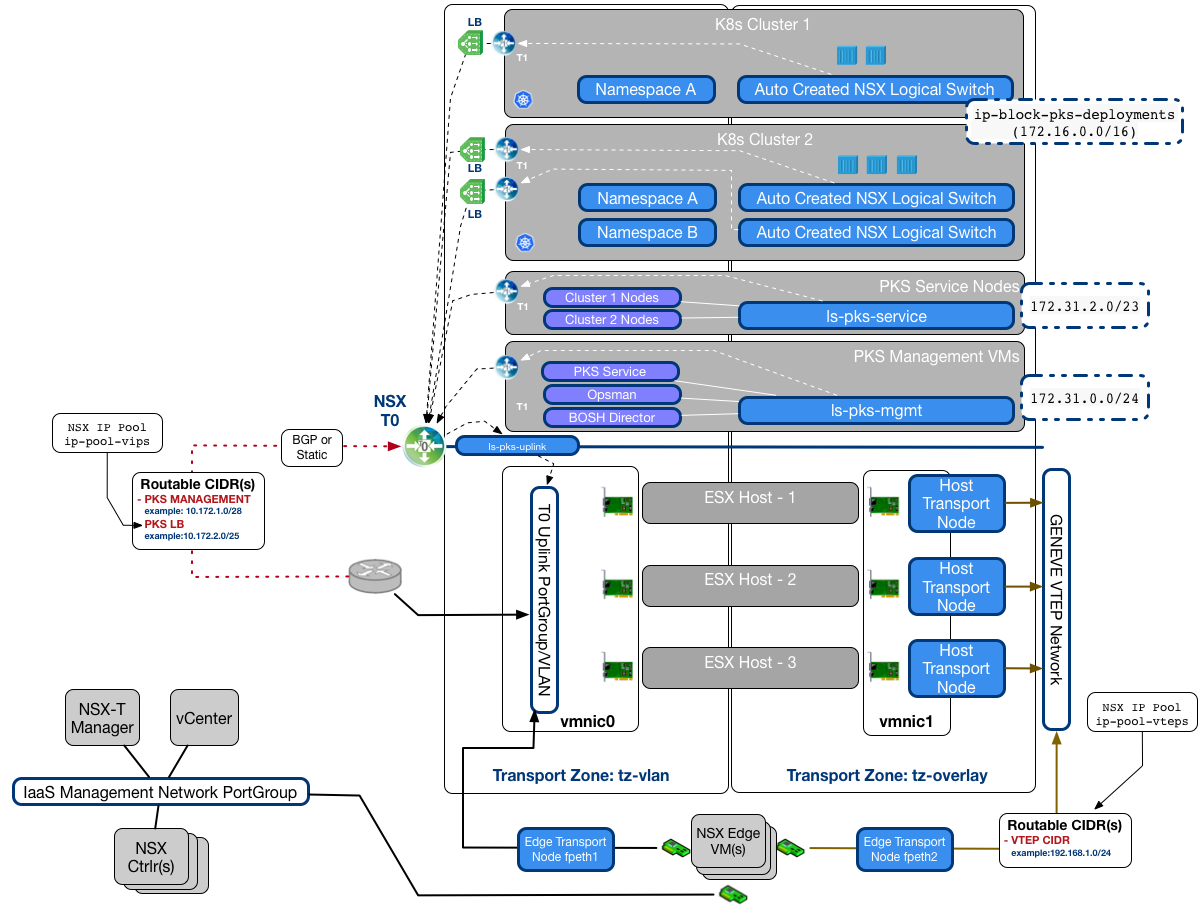 LB
K8s Cluster 1
T1
Namespace A
Auto Created NSX Logical Switch
ip-block-pks-deployments
(172.16.0.0/16)
K8s Cluster 2
LB
T1
Namespace A
Auto Created NSX Logical Switch
LB
Namespace B
Auto Created NSX Logical Switch
PKS Service Nodes
T1
Cluster 1 Nodes
Cluster 2 Nodes
ls-pks-service
172.31.2.0/23
PKS Management VMs
PKS Service
Opsman
BOSH Director
T1
ls-pks-mgmt
172.31.0.0/24
NSX
T0
T0
ls-pks-uplink
BGP or
Static
NSX IP Pool
ip-pool-vips
Routable CIDR(s)
- PKS MANAGEMENT
example: 10.172.1.0/28
- PKS LB
example:10.172.2.0/25
T0 Uplink PortGroup/VLAN
vmnic0
ESX Host - 1
ESX Host - 2
ESX Host - 3
Host
Transport
Node
Host
Transport
Node
Host
Transport
Node
vmnic1
GENEVE VTEP Network
Transport Zone: tz-vlan
Transport Zone: tz-overlay
NSX IP Pool
ip-pool-vteps
NSX-T
Manager
vCenter
IaaS Management Network PortGroup
NSX
Ctrlr(s)
Edge Transport
Node fpeth1
NSX Edge
VM(s)
Edge Transport
Node fpeth2
Routable CIDR(s)
- VTEP CIDR
example:192.168.1.0/24